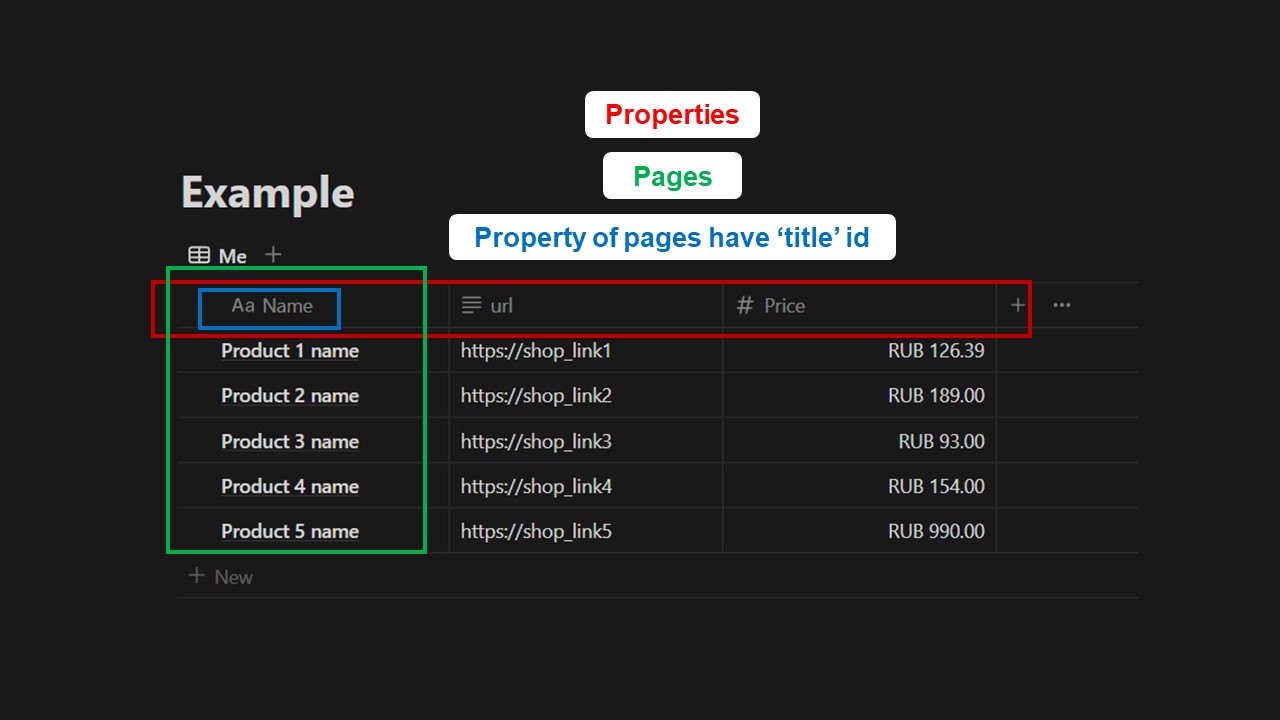 Properties
Pages
Example
Property of pages have ‘title’ id
Me +
Aa Name url # Price + ...
Product 1 name https://shop_link1 RUB 126.39
Product 2 name https://shop_link2 RUB 189.00
Product 3 name https://shop_link3 RUB 93.00
Product 4 name https://shop_link4 RUB 154.00
Product 5 name https://shop_link5 RUB 990.00
+ New